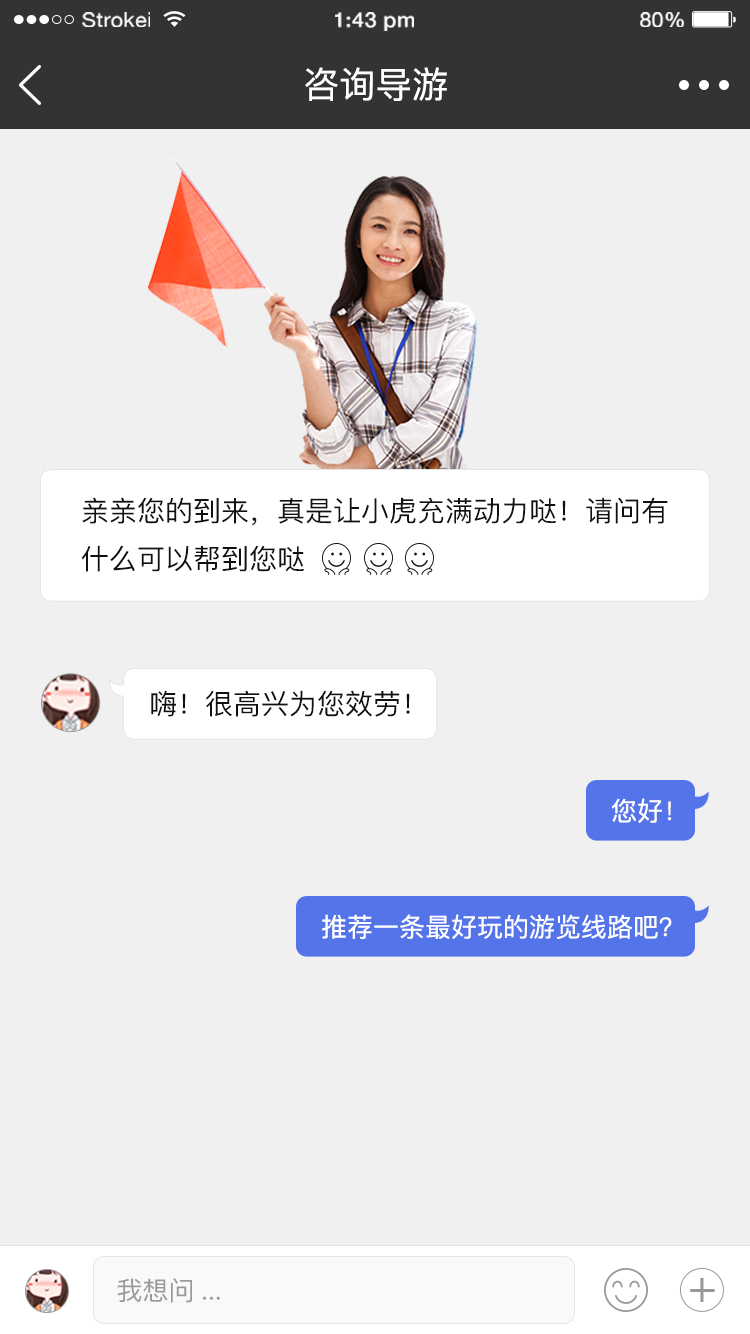 Strokei 1:43 pm 80%
咨询导游
亲亲您的到来，真是让小虎充满动力哒！请问有
什么可以帮到您哒
嗨！很高兴为您效劳！
您好！
推荐一条最好玩的游览线路吧?
我想问 ...